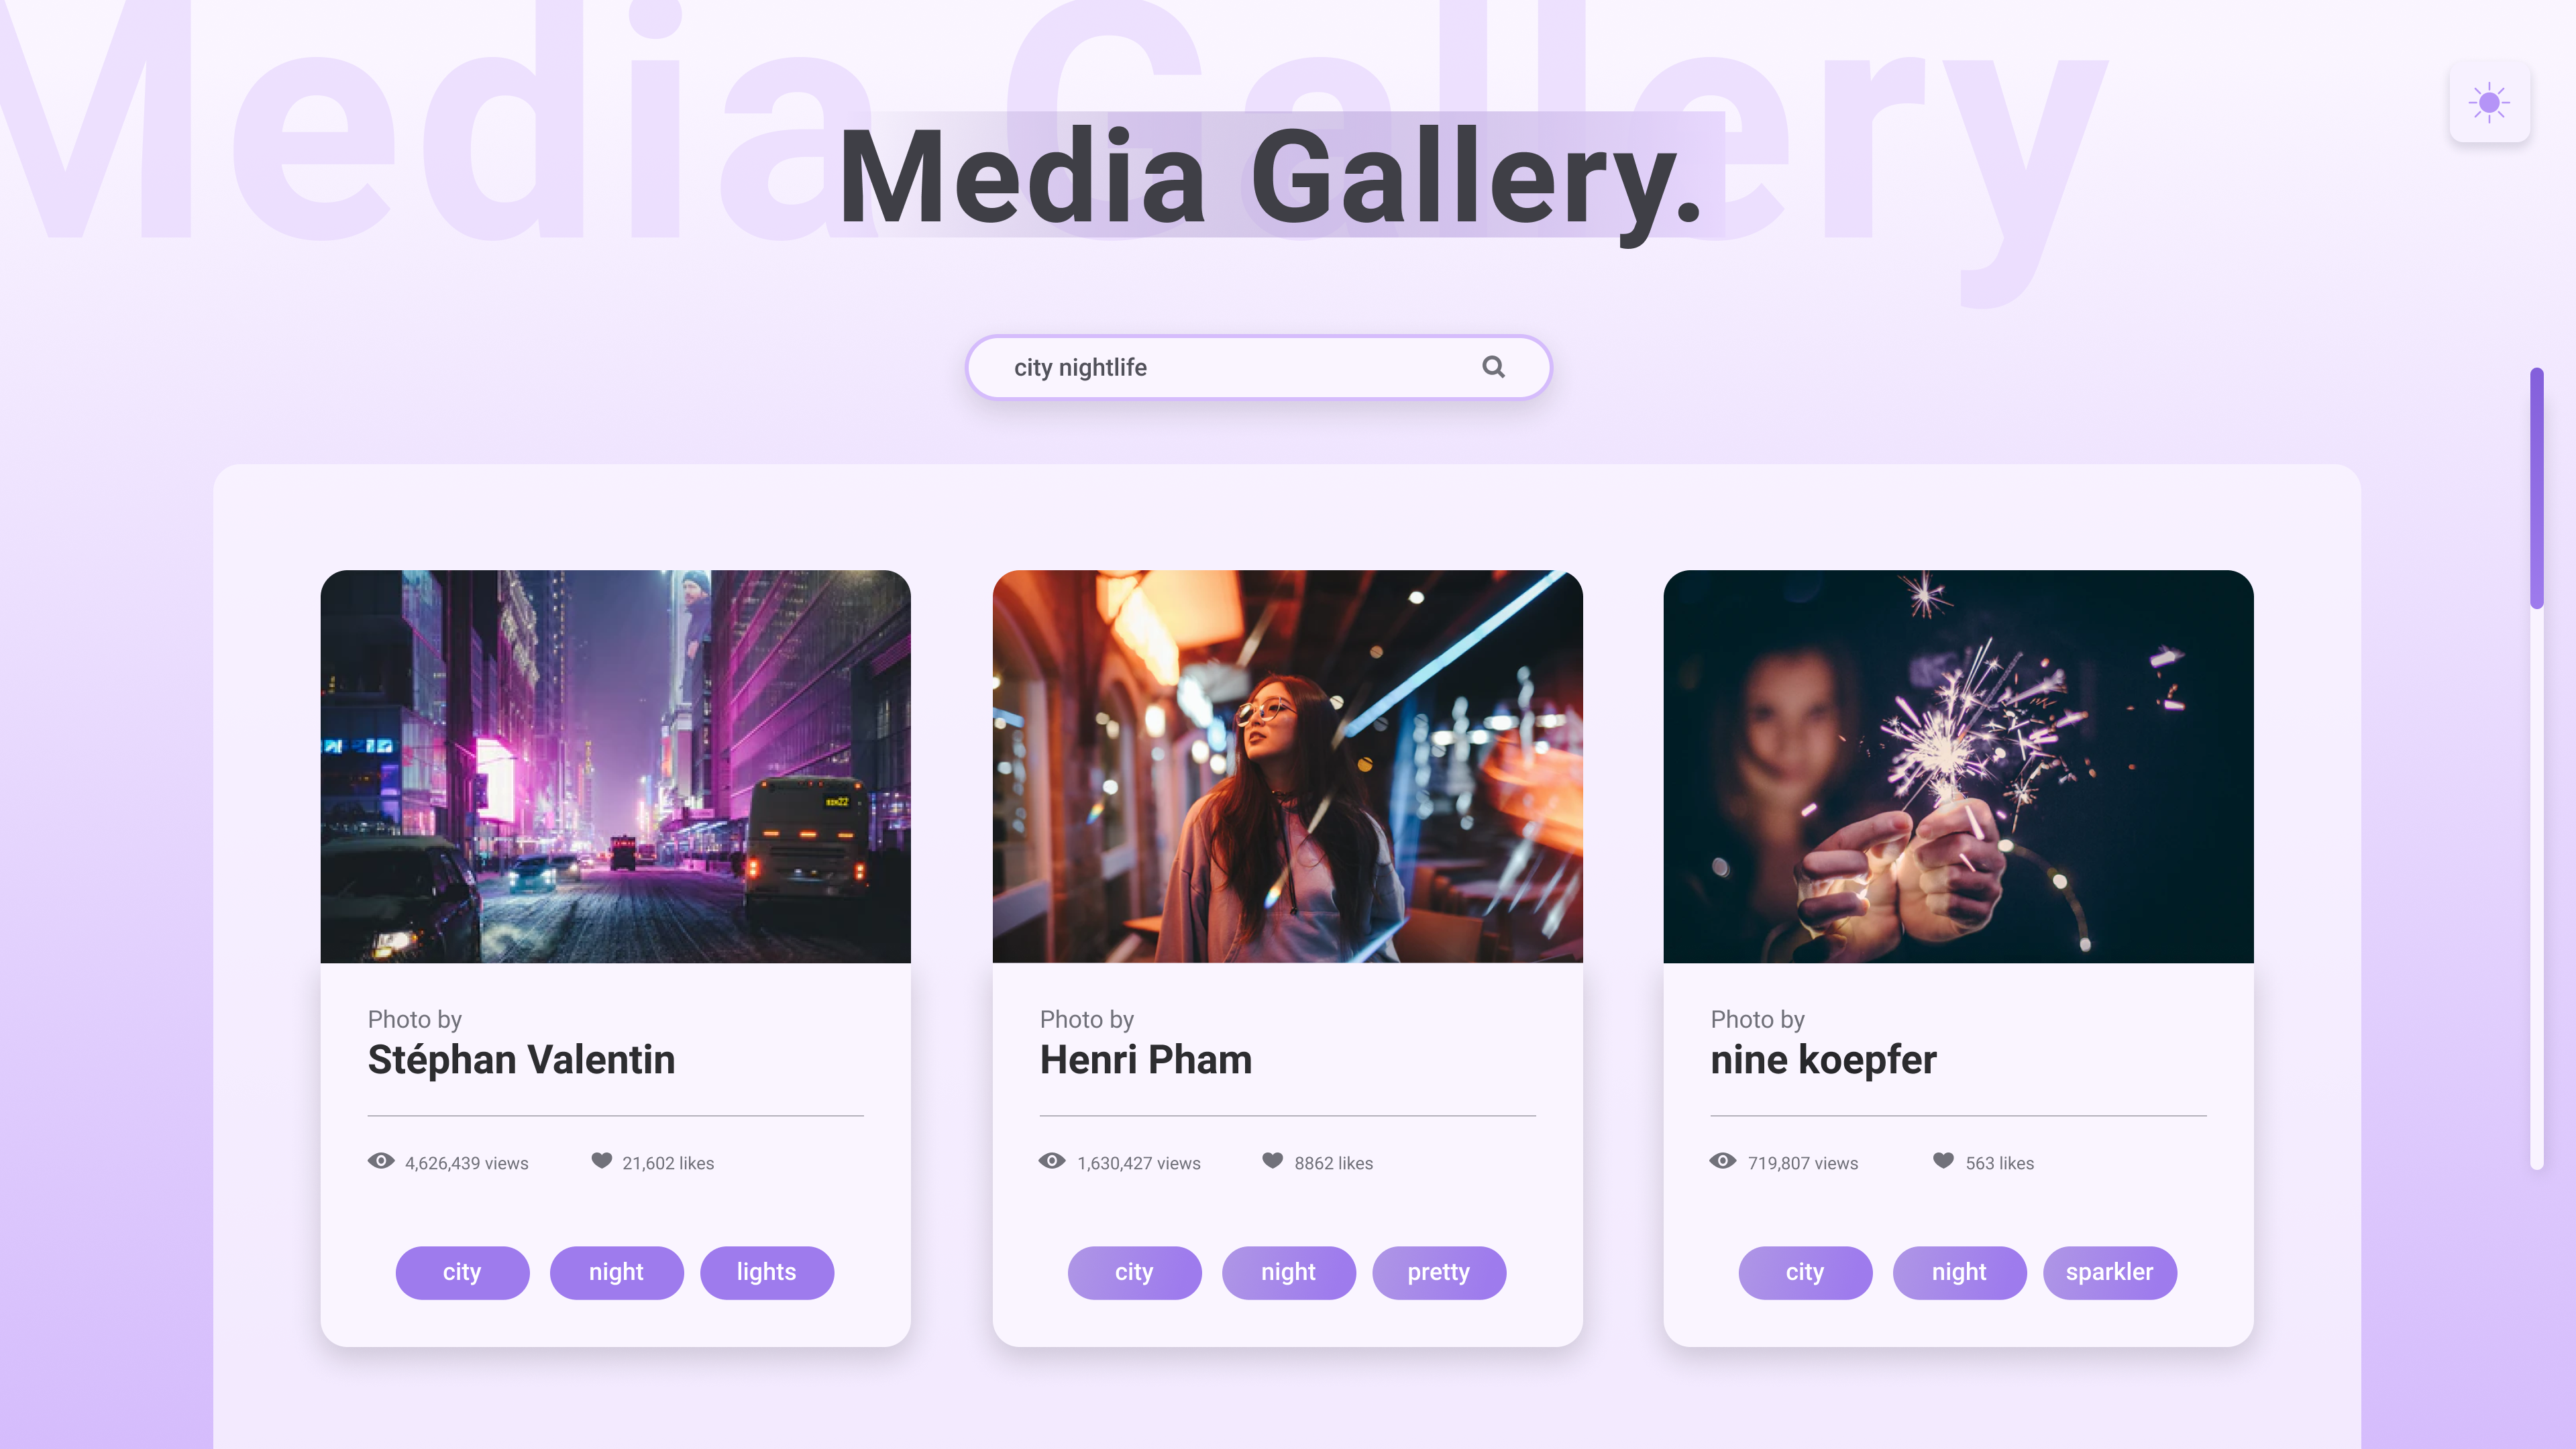 Media Gallery
Media Gallery.
city nightlife
Photo by
Stéphan Valentin
4,626,439 views
21,602 likes
city
night
lights
Photo by
Henri Pham
1,630,427 views
8862 likes
city
night
pretty
Photo by
nine koepfer
719,807 views
563 likes
city
night
sparkler